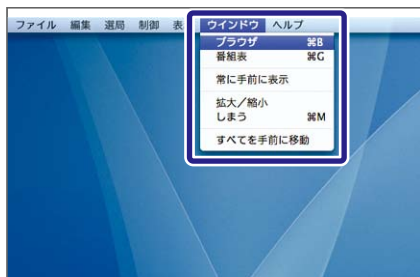 ファイル 編集 選局 制御 表 ウインドウ ヘルプ
ブラウザ ⌘B
番組表 ⌘G
常に手前に表示
拡大／縮小
しまう ⌘M
すべてを手前に移動